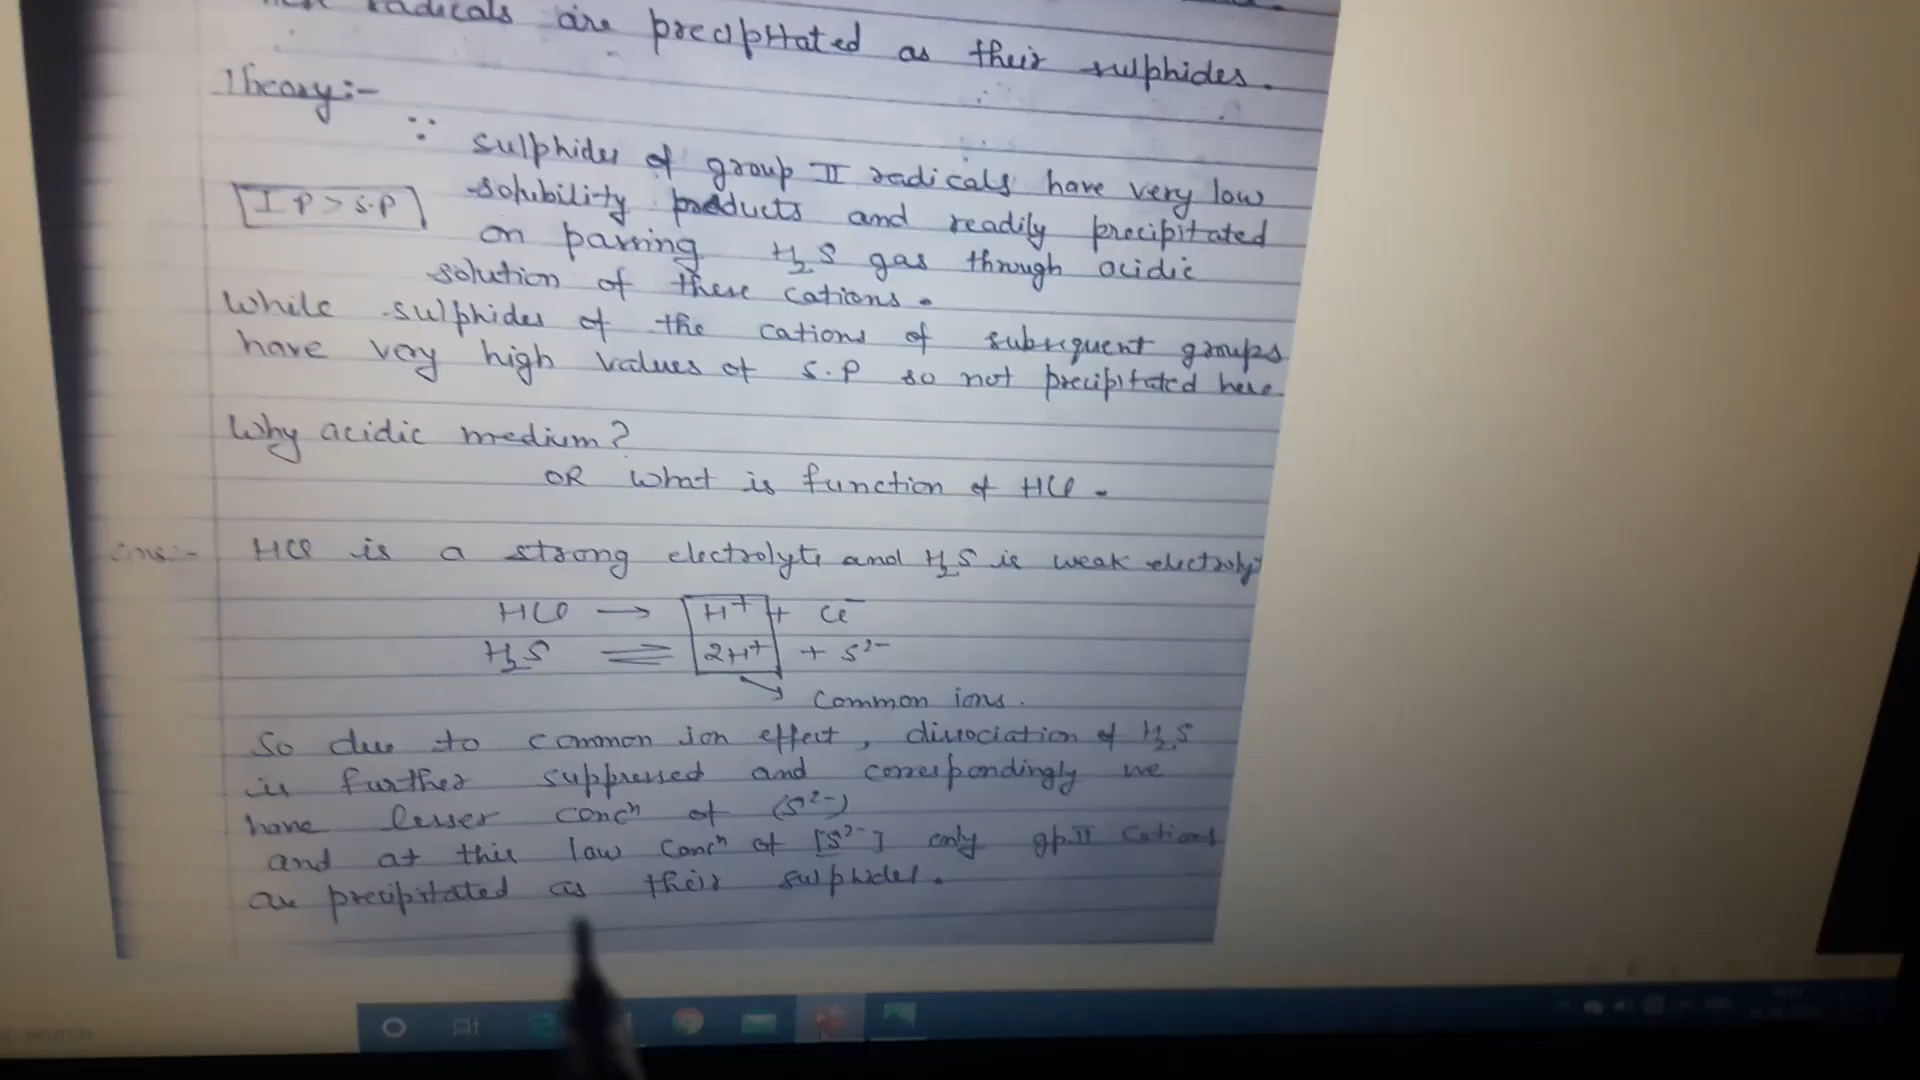 radicals are precipitated as their sulphides.
Theory:-
∵ sulphides of group II radicals have very low
IP > S.P solubility products and readily precipitated
on passing H2S gas through acidic
solution of these cations.
While sulphides of the cations of subsequent groups
have very high values of S.P so not precipitated here.
Why acidic medium?
OR What is function of HCl.
Ans:- HCl is a strong electrolyte and H2S is weak electroly
HCl → H+ + Cl-
H2S ⇌ 2H+ + S2-
↘ Common ions.
So due to common ion effect, dissociation of H2S
is further suppressed and correspondingly we
have lesser concn of (S2-)
and at this low concn of [S2-] only gp II Cations
are precipitated as their sulphides.